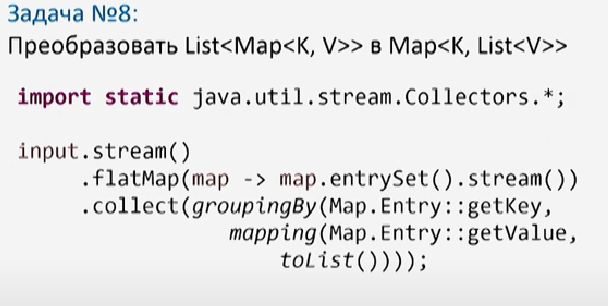 Задача №8:
Преобразовать List<Map<K, V>> в Map<K, List<V>>
import static java.util.stream.Collectors.*;
input.stream()
.flatMap(map -> map.entrySet().stream())
.collect(groupingBy(Map.Entry::getKey,
mapping(Map.Entry::getValue,
toList())));